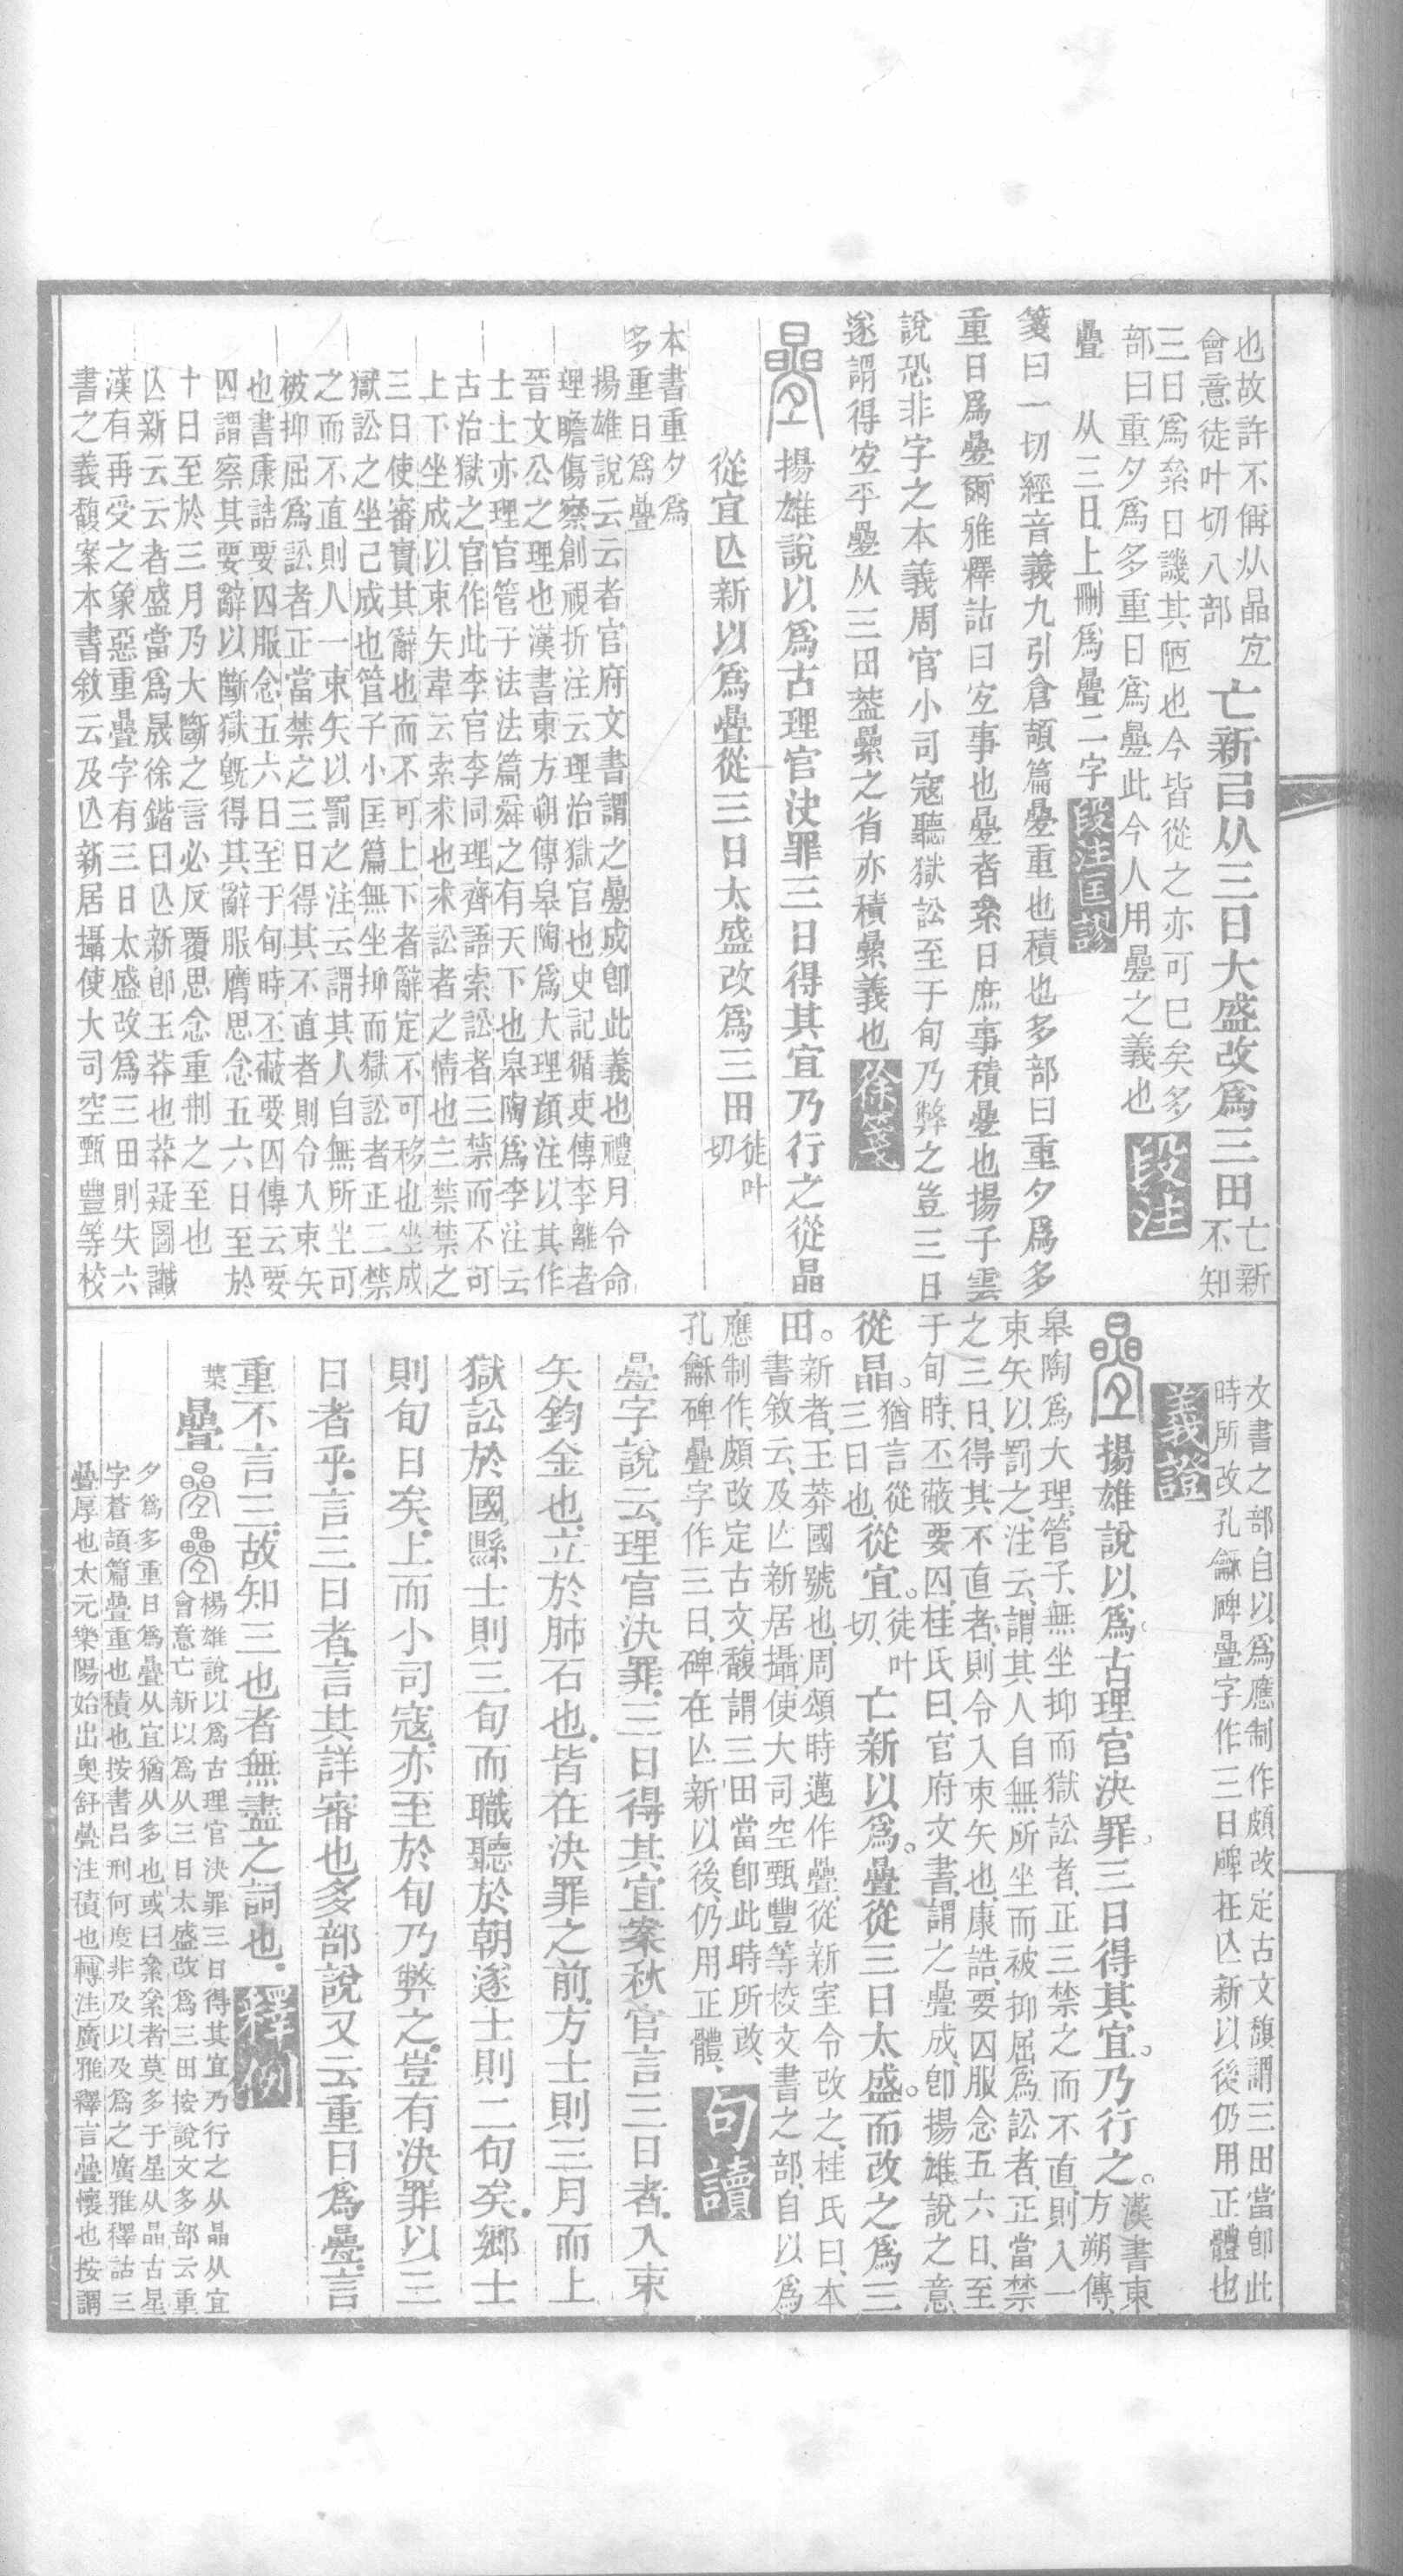 也故許不偁从晶宐
會意徒叶切八部
亡新㠯从三日大盛改爲三田
亡新
不知
三日爲絫日譏其陋也今皆從之亦可已矣多
部曰重夕爲多重日爲疊此今人用疊之義也
段注
疊 从三日上刪爲疊二字
段注匡謬
箋曰一切經音義九引倉頡篇疊重也積也多部曰重夕爲多
重日爲疊爾雅釋詁曰宐事也疊者絫日庶事積疊也揚子雲
說恐非字之本義周官小司寇聽獄訟至于旬乃弊之豈三日
遂謂得宐乎疊从三田葢纍之省亦積纍義也
徐箋
揚雄說以爲古理官決罪三日得其宜乃行之從晶
從宜亾新以爲疊從三日太盛改爲三田
徒叶
切
本書重夕爲
多重日爲疊
揚雄說云云者官府文書謂之疊成卽此義也禮月令命
理瞻傷察創視折注云理治獄官也史記循吏傳李離者
晉文公之理也漢書東方朔傳皋陶爲大理顏注以其作
士士亦理官管子法法篇舜之有天下也皋陶爲李注云
古治獄之官作此李官李同理齊語索訟者三禁而不可
上下坐成以束矢韋云索求也求訟者之情也三禁禁之
三日使審實其辭也而不可上下者辭定不可移也坐成
獄訟之坐己成也管子小匡篇無坐抑而獄訟者正三禁
之而不直則人一束矢以罰之注云謂其人自無所坐可
被抑屈爲訟者正當禁之三日得其不直者則令人束矢
也書康誥要囚服念五六日至于旬時丕蔽要囚傳云要
囚謂察其要辭以斷獄旣得其辭服膺思念五六日至於
十日至於三月乃大斷之言必反覆思念重刑之至也
亾新云云者盛當爲晟徐鍇曰亾新卽王莽也莽疑圖讖
漢有再受之象惡重疊字有三日太盛改爲三田則失六
書之義馥案本書敘云及亾新居攝使大司空甄豐等校
文書之部自以爲應制作頗改定古文馥謂三田當卽此
時所改孔龢碑疊字作三日碑在亾新以後仍用正體也
義證
揚雄說以爲古理官決罪三日得其宜。乃行之。
漢書東
方朔傳、
皋陶爲大理、管子、無坐抑而獄訟者、正三禁之而不直、則入一
束矢以罰之、注云、謂其人自無所坐而被抑屈爲訟者、正當禁
之三日、得其不直者、則令入束矢也、康誥、要囚服念五六日、至
于旬時、丕蔽要囚、桂氏曰、官府文書、謂之疊成、卽揚雄說之意、
從晶。
猶言從
三日也、
從宜。
徒叶
切、
亡新以爲。疊從三日太盛。而改之爲三
田。
新者、王莽國號也、周頌時邁作疊、從新室令改之、桂氏曰、本
書敘云、及亾新居攝使大司空甄豐等校文書之部、自以爲
應制作、頗改定古文、馥謂三田當卽此時所改、
孔龢碑疊字作三日、碑在亾新以後、仍用正體、
句讀
疊字說云、理官決罪、三日得其宜、案秋官言三日者、入束
矢鈞金也、立於肺石也、皆在決罪之前、方士則三月而上
獄訟於國、縣士則三旬而職聽於朝、遂士則二旬矣、鄉士
則旬日矣、上而小司寇、亦至於旬乃弊之、豈有決罪以三
日者乎、言三日者、言其詳審也、多部說又云重日爲疊、言
重不言三、故知三也者無盡之詞也、
釋例
葉
疊
楊雄說以爲古理官決罪三日得其宜乃行之从晶从宜
會意亡新以爲从三日太盛改爲三田按說文多部云重
夕爲多重日爲疊从宜猶从多也或曰絫絫者莫多于星从晶古星
字蒼頡篇疊重也積也按書呂刑何度非及以及爲之廣雅釋詁三
疊厚也太元樂陽始出奧舒疊注積也轉注廣雅釋言疊懷也按謂